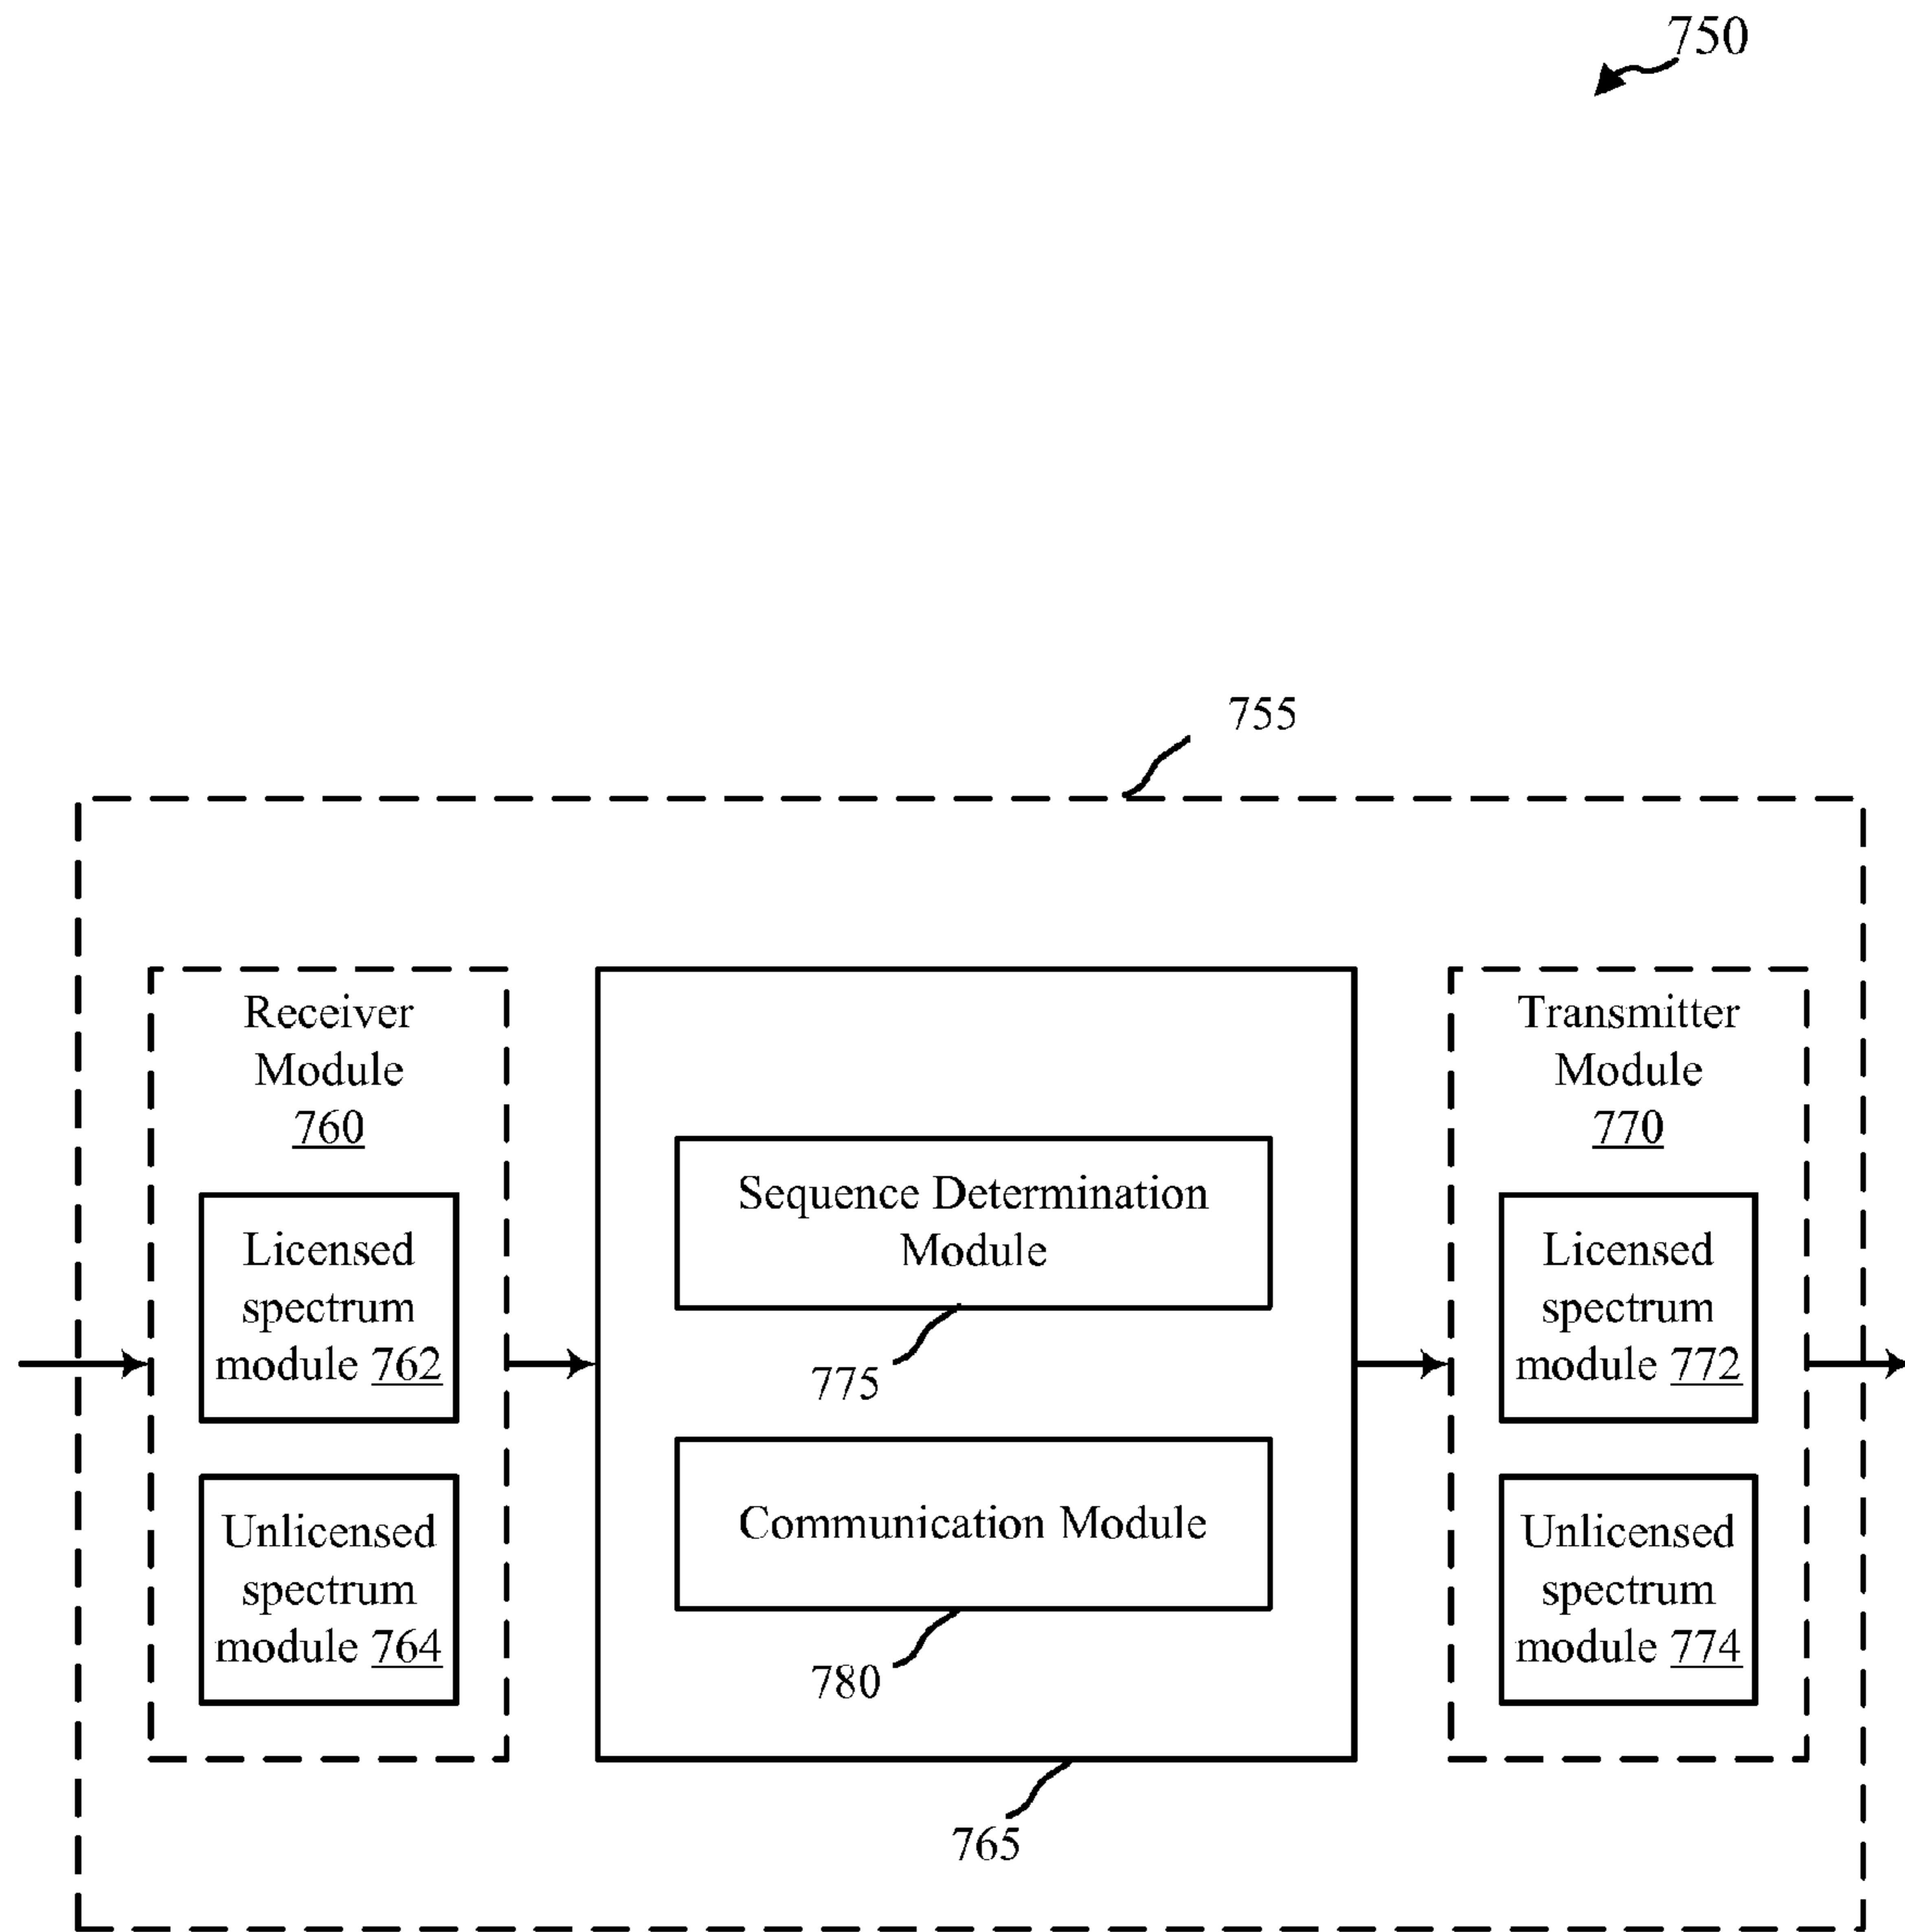 750
755
Receiver
Module
760
Licensed
spectrum
module 762
Unlicensed
spectrum
module 764
Sequence Determination
Module
775
Communication Module
780
765
Transmitter
Module
770
Licensed
spectrum
module 772
Unlicensed
spectrum
module 774